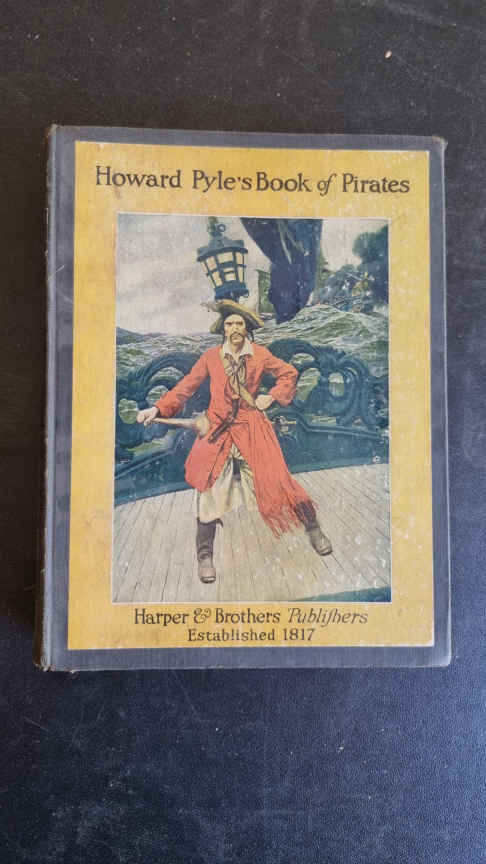 Howard Pyle's Book of Pirates
Harper & Brothers Publiſhers
Established 1817